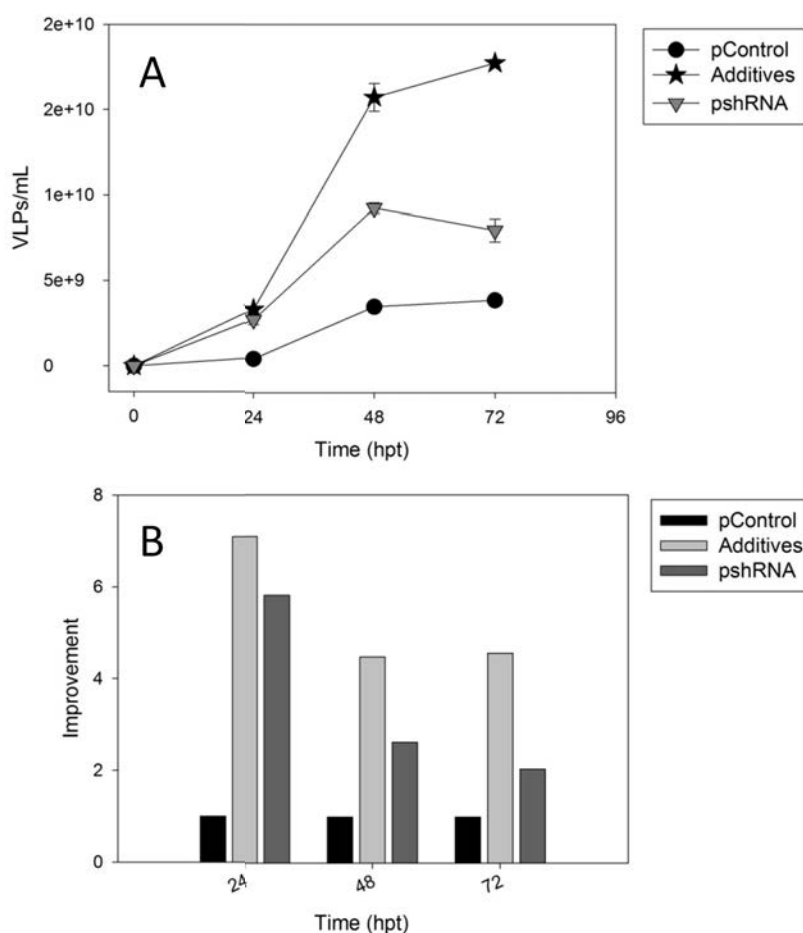 A
2e+10
2e+10
1e+10
5e+9
0
VLPs/mL
0 24 48 72 96
Time (hpt)
pControl
Additives
pshRNA
B
8
6
4
2
0
Improvement
24 48 72
Time (hpt)
pControl
Additives
pshRNA